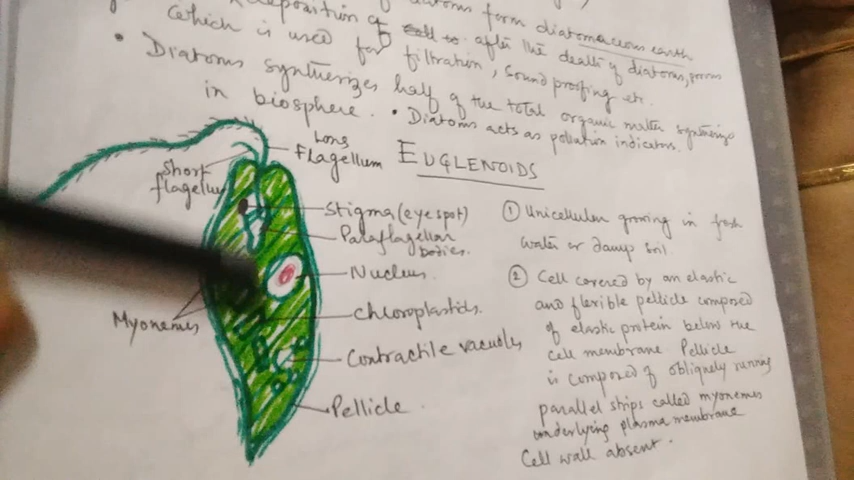 deposition of after the death of diatoms, forms
diatoms form diatomaceous earth
which is used for filtration, sound proofing etc.
• Diatoms synthesizes half of the total organic matter
in biosphere. • Diatoms acts as pollution indicators.
EUGLENOIDS
Long
Flagellum
Short
flagellum
Stigma (eye spot)
Paraflagellar
bodies.
Nucleus.
Myonemes
Chloroplastids.
Contractile vacuoles
Pellicle.
① Unicellular growing in fresh
water or damp soil.
② Cell covered by an elastic
and flexible pellicle composed
of elastic protein below the
cell membrane. Pellicle
is composed of obliquely running
parallel strips called myonemes
underlying plasma membrane
Cell wall absent.